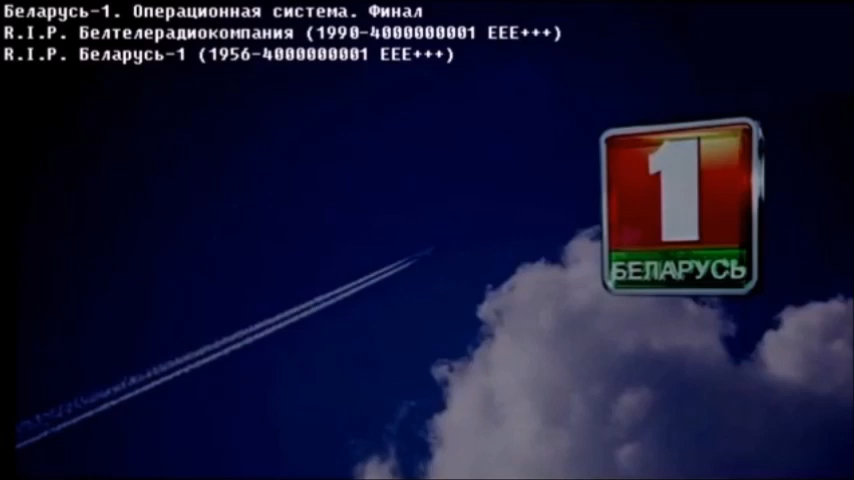 Беларусь-1. Операционная система. Финал
R.I.P. Белтелерадиокомпания (1990-4000000001 EEE+++)
R.I.P. Беларусь-1 (1956-4000000001 EEE+++)
1
БЕЛАРУСЬ